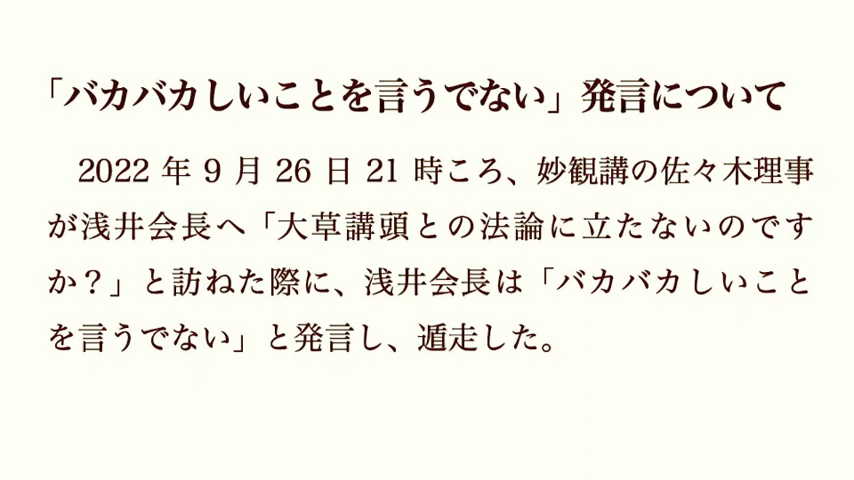 「バカバカしいことを言うでない」発言について
2022 年 9 月 26 日 21 時ころ、妙観講の佐々木理事
が浅井会長へ「大草講頭との法論に立たないのです
か？」と訪ねた際に、浅井会長は「バカバカしいこと
を言うでない」と発言し、遁走した。